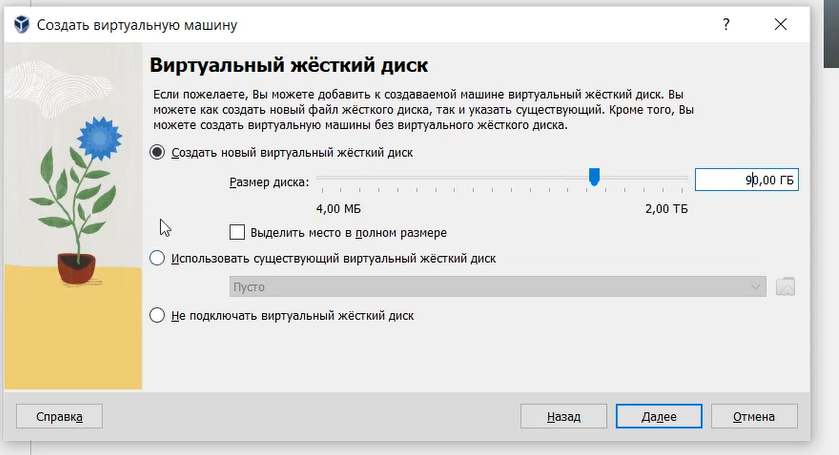 Создать виртуальную машину
?
Виртуальный жёсткий диск
Если пожелаете, Вы можете добавить к создаваемой машине виртуальный жёсткий диск. Вы
можете как создать новый файл жёсткого диска, так и указать существующий. Кроме того, Вы
можете создать виртуальную машины без виртуального жёсткого диска.
Создать новый виртуальный жёсткий диск
Размер диска:
90,00 ГБ
4,00 МБ
2,00 ТБ
Выделить место в полном размере
Использовать существующий виртуальный жёсткий диск
Пусто
Не подключать виртуальный жёсткий диск
Справка
Назад
Далее
Отмена